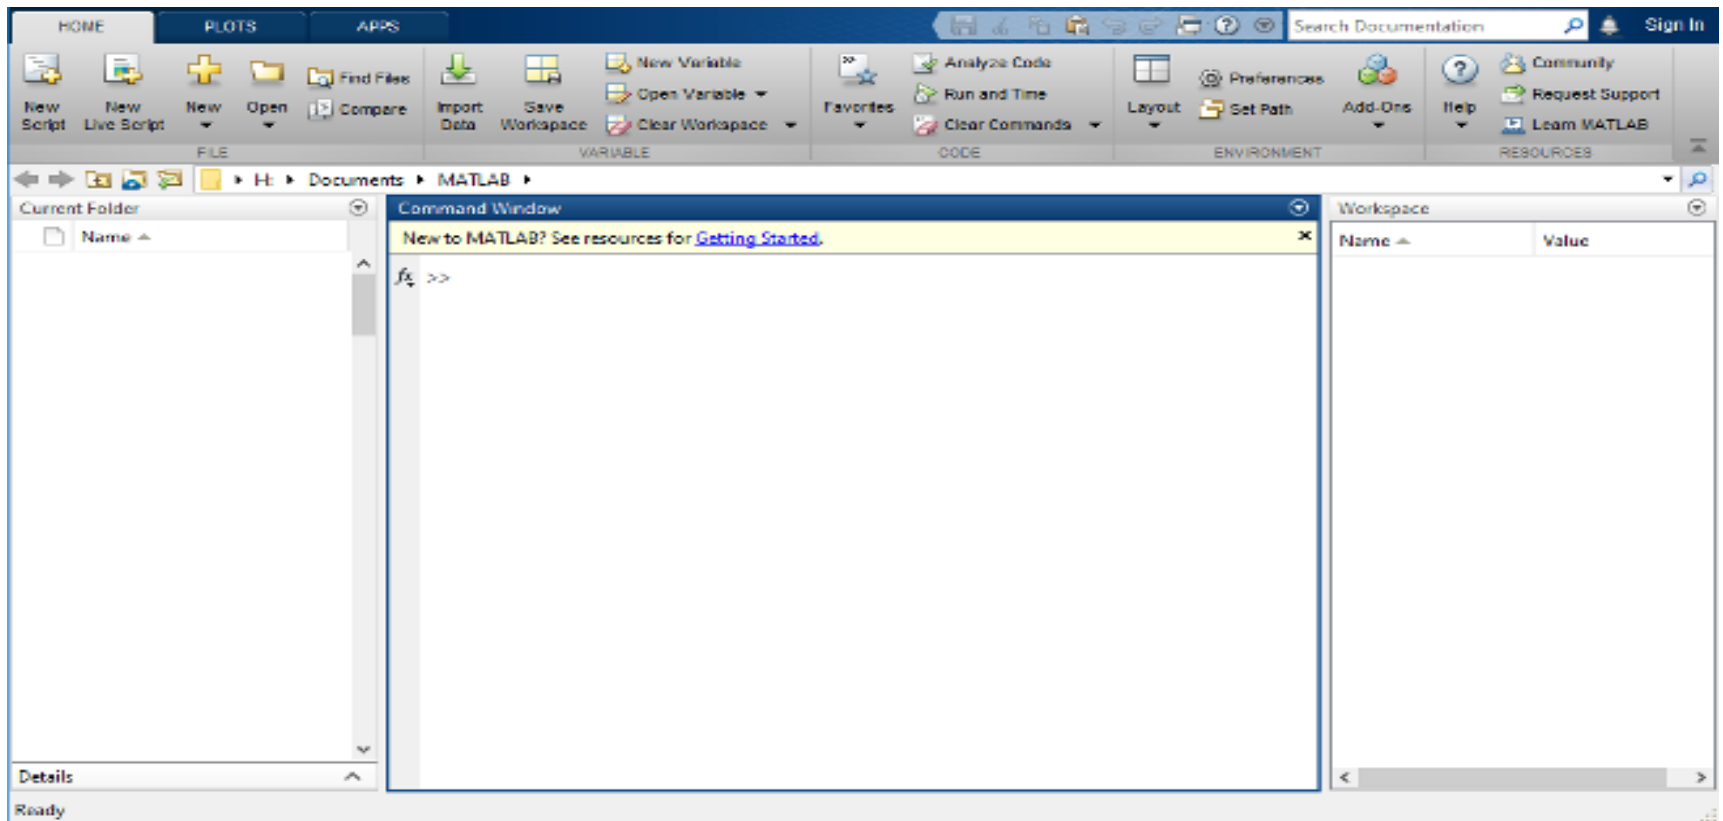 HOME PLOTS APPS Search Documentation Sign In
New Script
New Live Script
New
Open
Find Files
Compare
Import Data
Save Workspace
New Variable
Open Variable
Clear Workspace
Favorites
Analyze Code
Run and Time
Clear Commands
Layout
Preferences
Set Path
Add-Ons
Help
Community
Request Support
Learn MATLAB
FILE VARIABLE CODE ENVIRONMENT RESOURCES
H: Documents MATLAB
Current Folder
Name
Command Window
New to MATLAB? See resources for Getting Started.
fx >>
Workspace
Name Value
Details
Ready